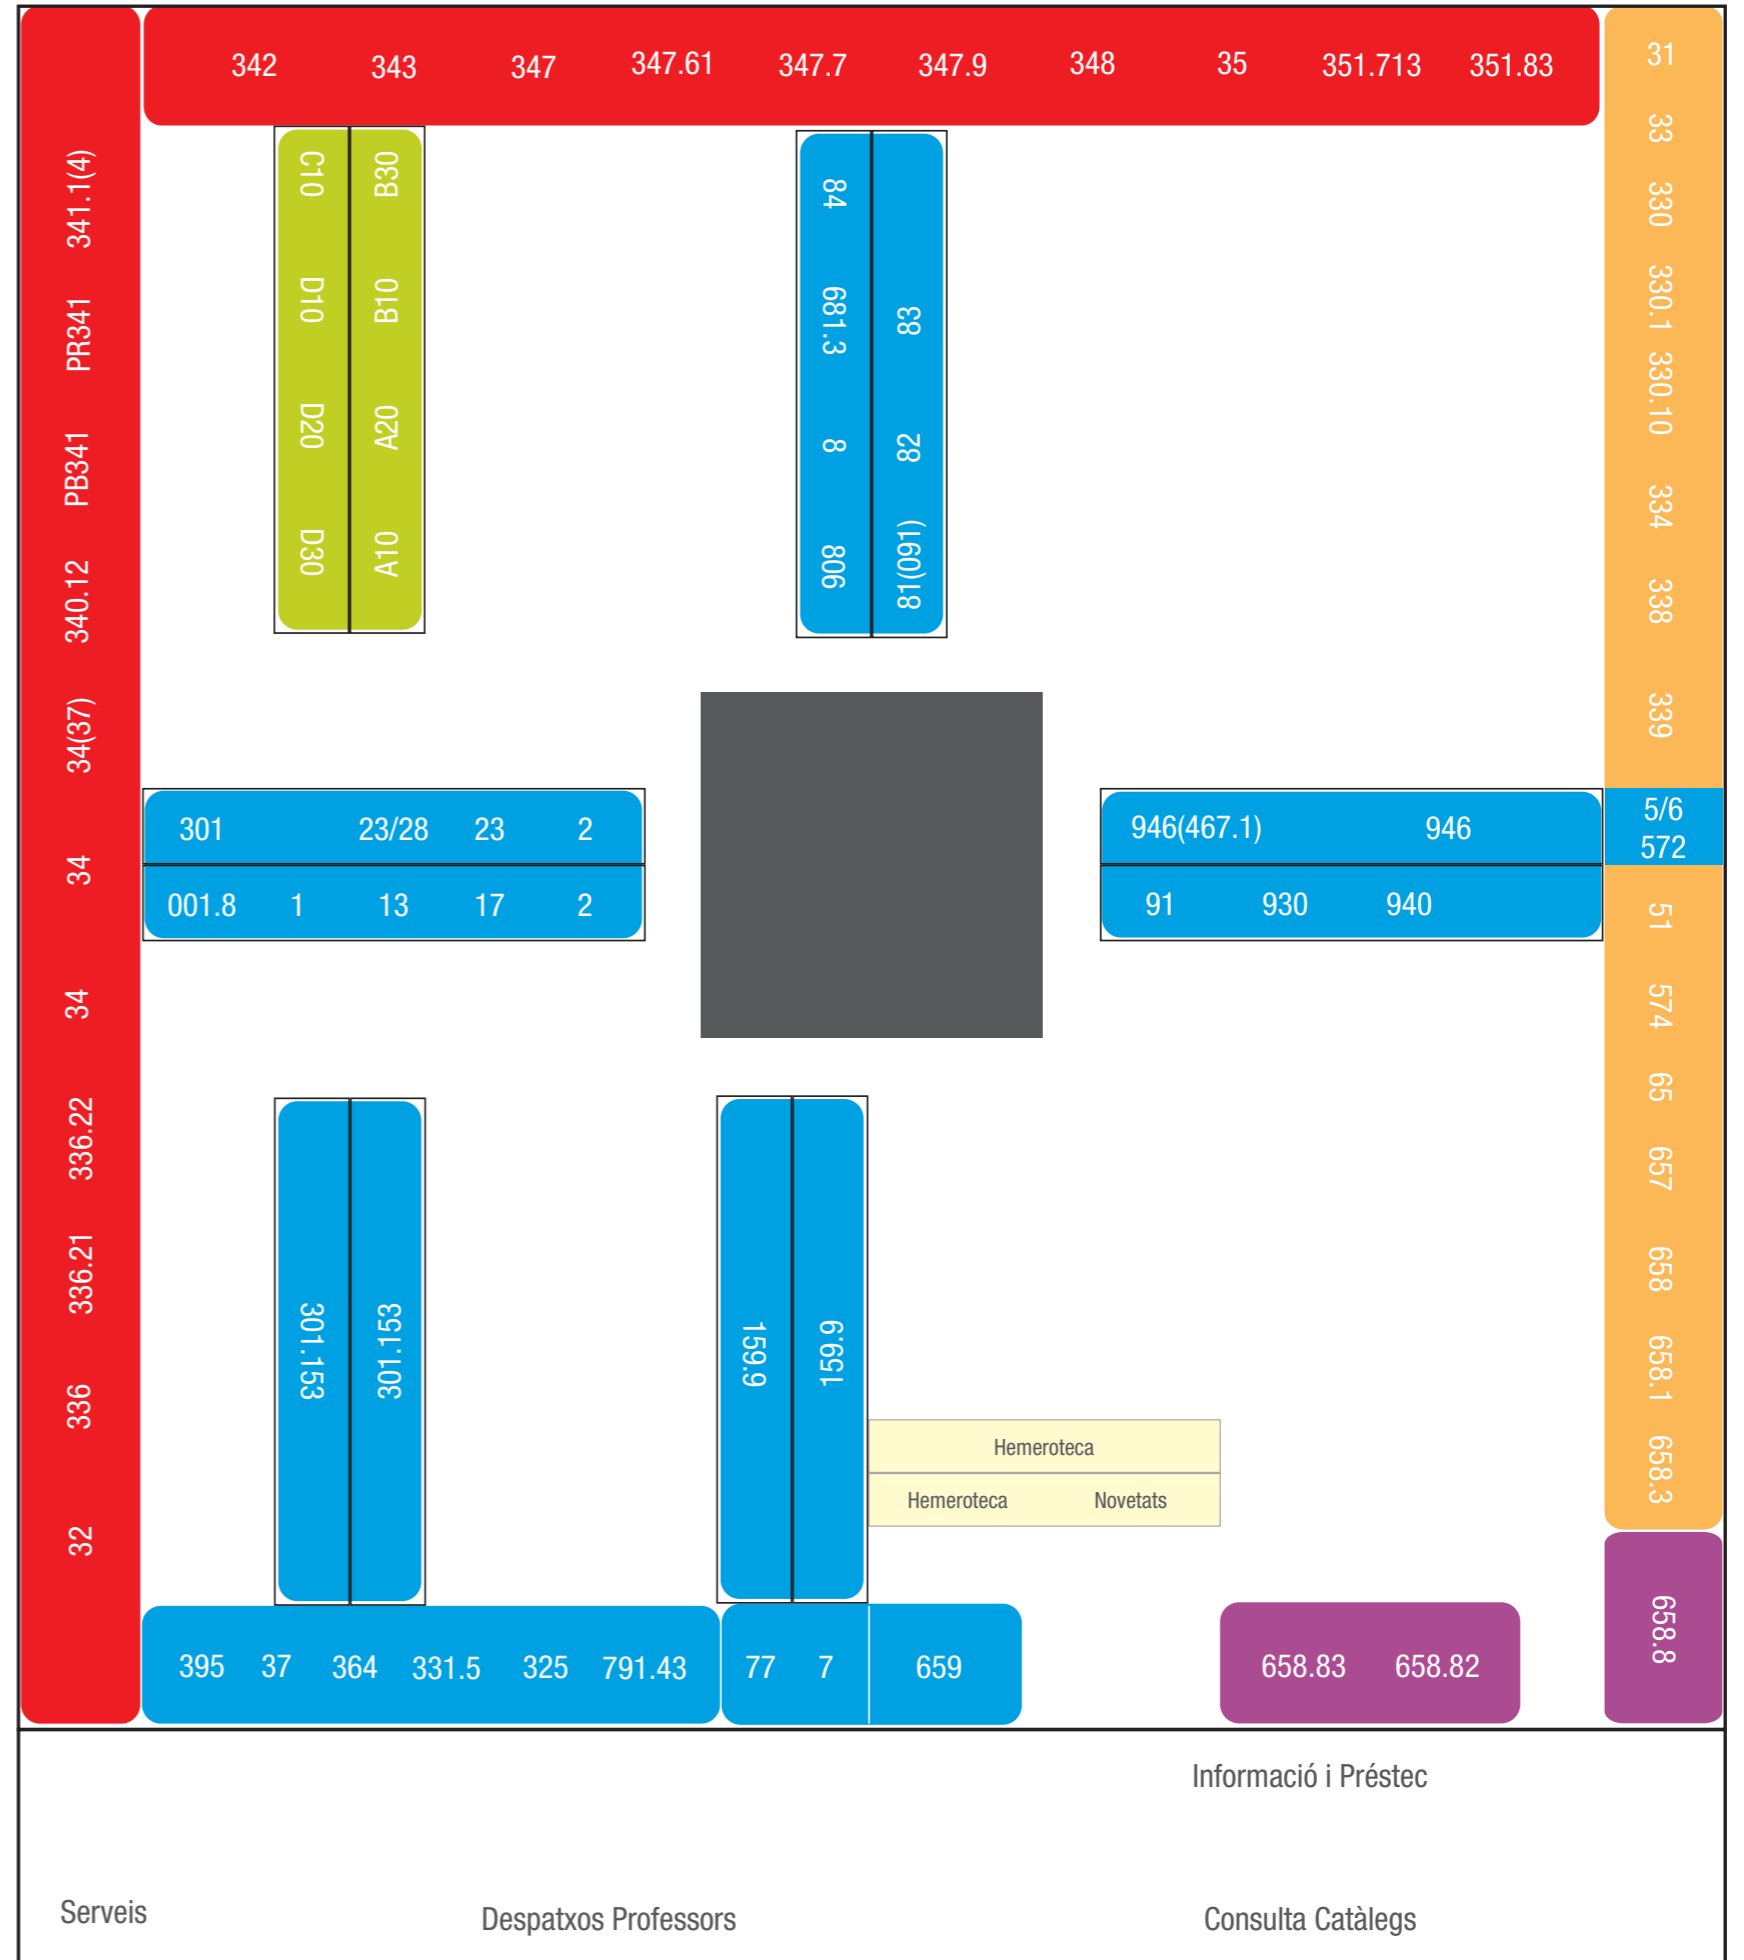 342 343 347 347.61 347.7 347.9 348 35 351.713 351.83
341.1(4)
PR341
PB341
340.12
34(37)
34
34
336.22
336.21
336
32
C10
D10
D20
D30
B30
B10
A20
A10
84
681.3
8
806
83
82
81(091)
31
33
330
330.1
330.10
334
338
339
5/6
572
51
574
65
657
658
658.1
658.3
658.8
301 23/28 23 2
001.8 1 13 17 2
946(467.1) 946
91 930 940
301.153
301.153
159.9
159.9
Hemeroteca
Hemeroteca Novetats
395 37 364 331.5 325 791.43 77 7 659
658.83 658.82
Informació i Préstec
Serveis
Despatxos Professors
Consulta Catàlegs